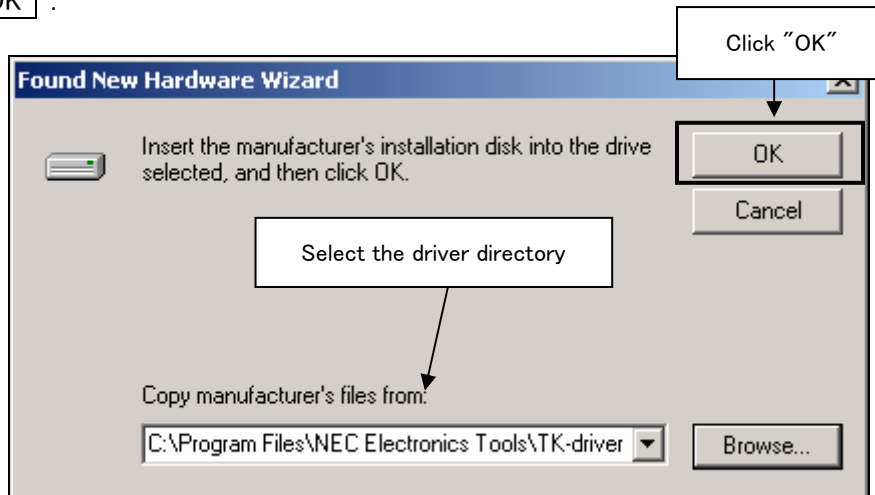 OK .
Click "OK"
Found New Hardware Wizard
Insert the manufacturer's installation disk into the drive
selected, and then click OK.
OK
Cancel
Select the driver directory
Copy manufacturer's files from:
C:\Program Files\NEC Electronics Tools\TK-driver
Browse...